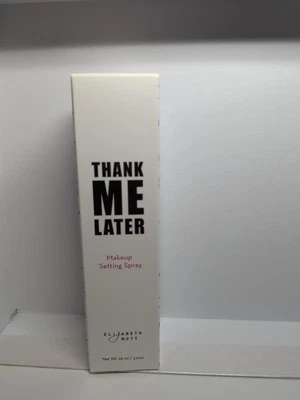 THANK
ME
LATER
Makeup
Setting Spray
ELIZABETH
MOTT